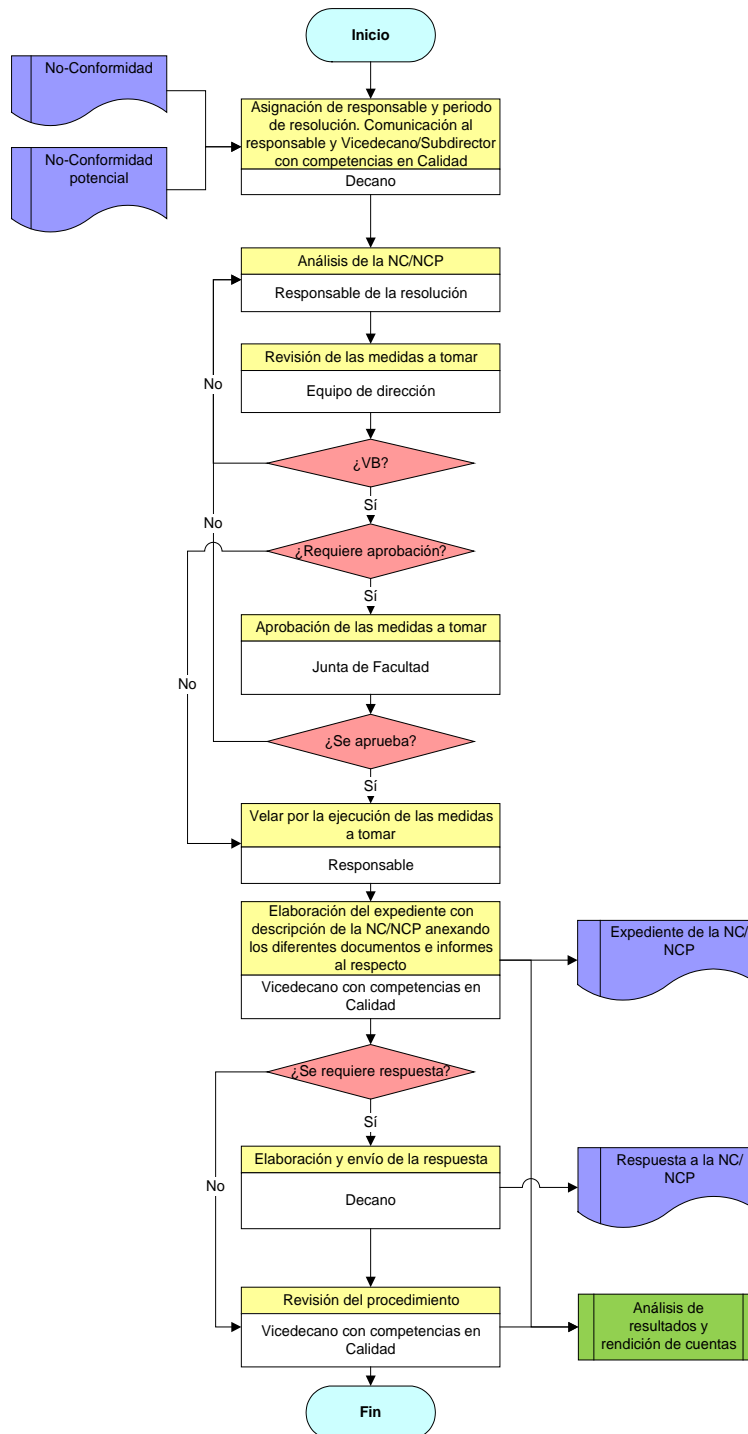 Inicio
No-Conformidad
No-Conformidad
potencial
Asignación de responsable y periodo
de resolución. Comunicación al
responsable y Vicedecano/Subdirector
con competencias en Calidad
Decano
Análisis de la NC/NCP
Responsable de la resolución
Revisión de las medidas a tomar
Equipo de dirección
No
¿VB?
Sí
No
¿Requiere aprobación?
Sí
Aprobación de las medidas a tomar
Junta de Facultad
No
¿Se aprueba?
Sí
Velar por la ejecución de las medidas
a tomar
Responsable
Elaboración del expediente con
descripción de la NC/NCP anexando
los diferentes documentos e informes
al respecto
Vicedecano con competencias en
Calidad
Expediente de la NC/
NCP
¿Se requiere respuesta?
Sí
Elaboración y envío de la respuesta
Decano
No
Respuesta a la NC/
NCP
Revisión del procedimiento
Vicedecano con competencias en
Calidad
Análisis de
resultados y
rendición de cuentas
Fin